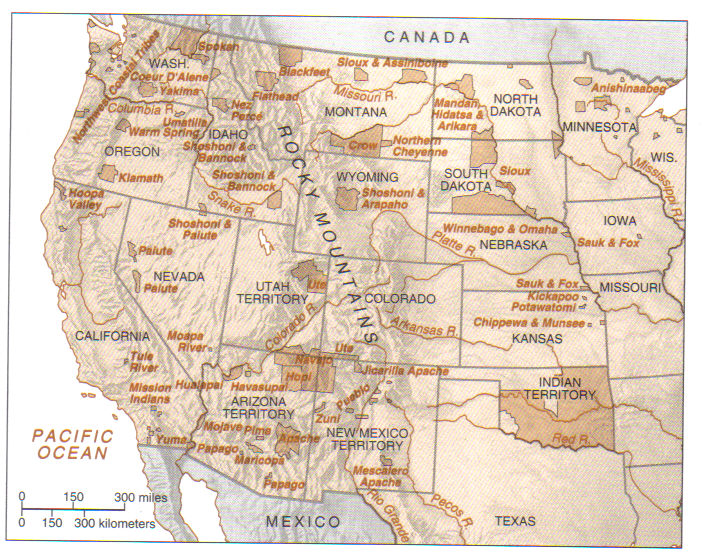 CANADA
Spokan
WASH.
Northwest Coastal Tribes
Coeur D'Alene
Yakima
Blackfeet
Sioux & Assiniboine
Flathead
Missouri R.
MONTANA
Mandan
Hidatsa &
Arikara
NORTH
DAKOTA
Anishinaabeg
MINNESOTA
Columbia R.
Umatilla
Warm Spring
Nez
Perce
IDAHO
OREGON
Shoshoni &
Bannock
ROCKY MOUNTAINS
Crow
Northern
Cheyenne
WIS.
Mississippi R.
Klamath
Shoshoni &
Bannock
WYOMING
Shoshoni &
Arapaho
SOUTH
DAKOTA
Sioux
Hoopa
Valley
Snake R.
Shoshoni &
Paiute
Winnebago & Omaha
Platte R.
NEBRASKA
IOWA
Sauk & Fox
Paiute
NEVADA
Paiute
UTAH
TERRITORY
Ute
COLORADO
Sauk & Fox
Kickapoo
Potawatomi
MISSOURI
Chippewa & Munsee
KANSAS
CALIFORNIA
Moapa
River
Colorado R.
Arkansas R.
Tule
River
Ute
Navajo
Jicarilla Apache
Mission
Indians
Hualapai
Havasupai
Hopi
ARIZONA
TERRITORY
Pueblo
Zuni
INDIAN
TERRITORY
PACIFIC
OCEAN
Yuma
Mojave
Pima
Papago
Maricopa
Apache
NEW MEXICO
TERRITORY
Red R.
Papago
Mescalero
Apache
0 150 300 miles
0 150 300 kilometers
MEXICO
Rio Grande
Pecos R.
TEXAS